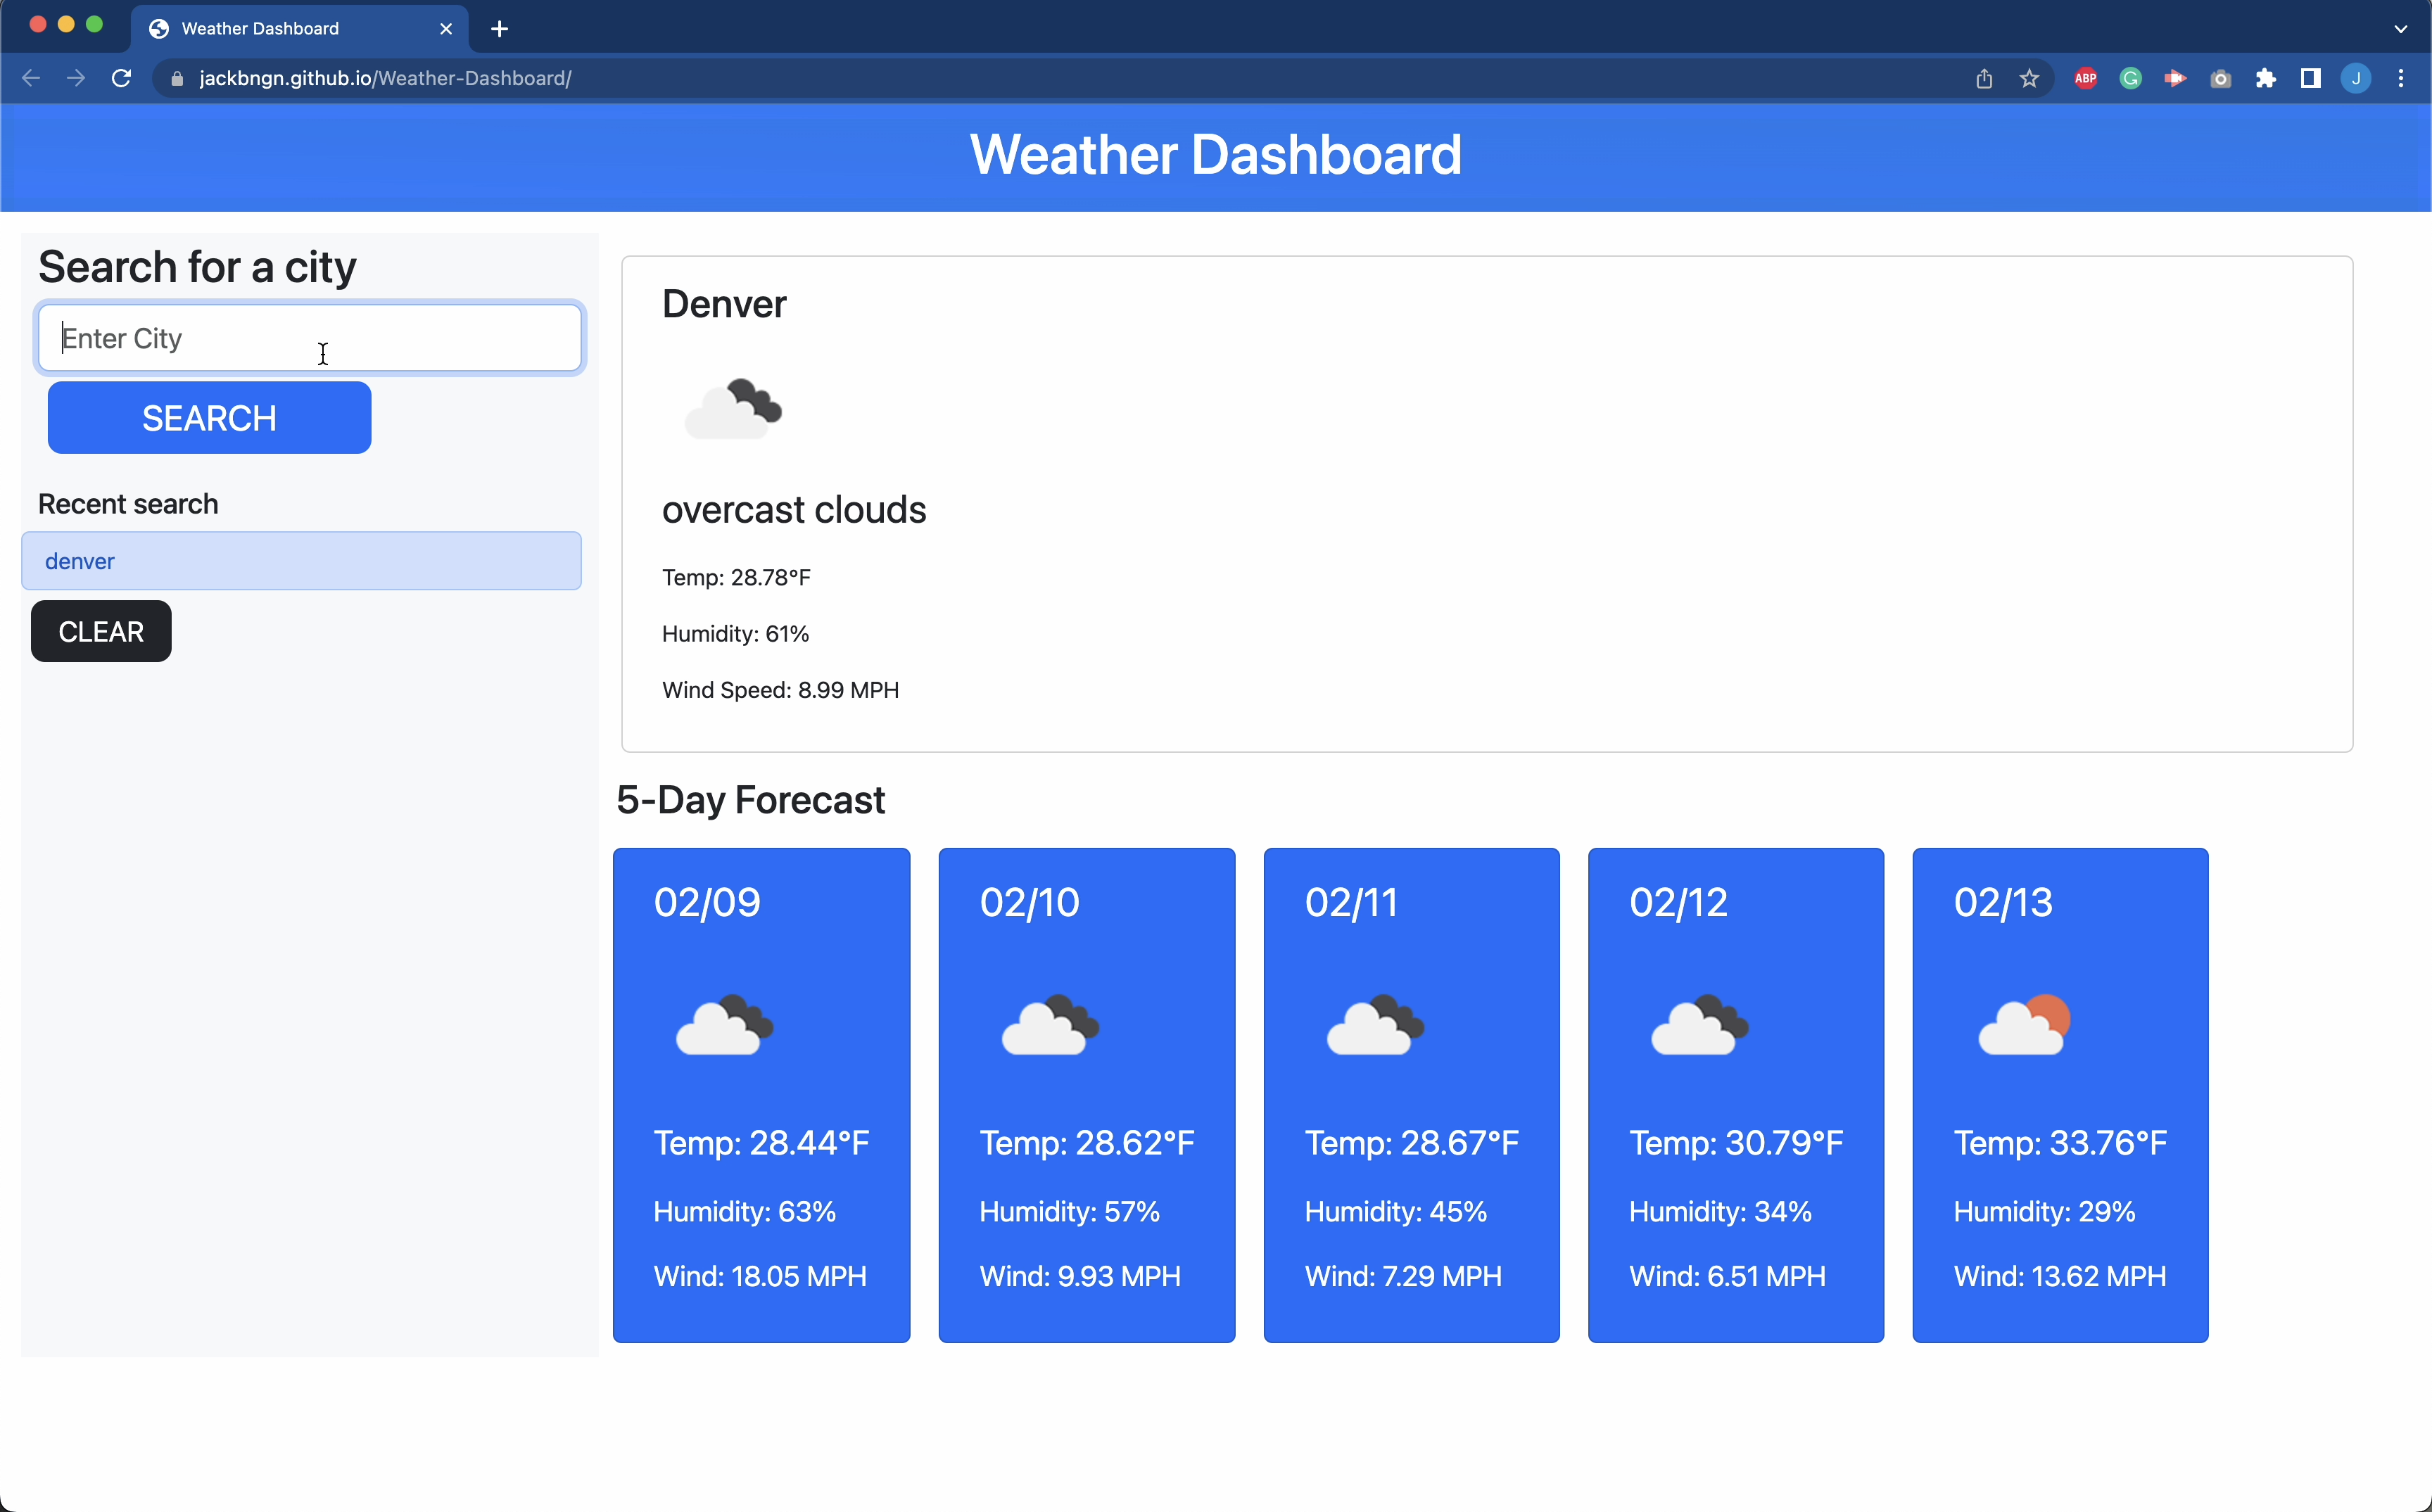 Weather Dashboard
jackbngn.github.io/Weather-Dashboard/
ABP
J
Weather Dashboard
Search for a city
Enter City
SEARCH
Recent search
denver
CLEAR
Denver
overcast clouds
Temp: 28.78°F
Humidity: 61%
Wind Speed: 8.99 MPH
5-Day Forecast
02/09
Temp: 28.44°F
Humidity: 63%
Wind: 18.05 MPH
02/10
Temp: 28.62°F
Humidity: 57%
Wind: 9.93 MPH
02/11
Temp: 28.67°F
Humidity: 45%
Wind: 7.29 MPH
02/12
Temp: 30.79°F
Humidity: 34%
Wind: 6.51 MPH
02/13
Temp: 33.76°F
Humidity: 29%
Wind: 13.62 MPH